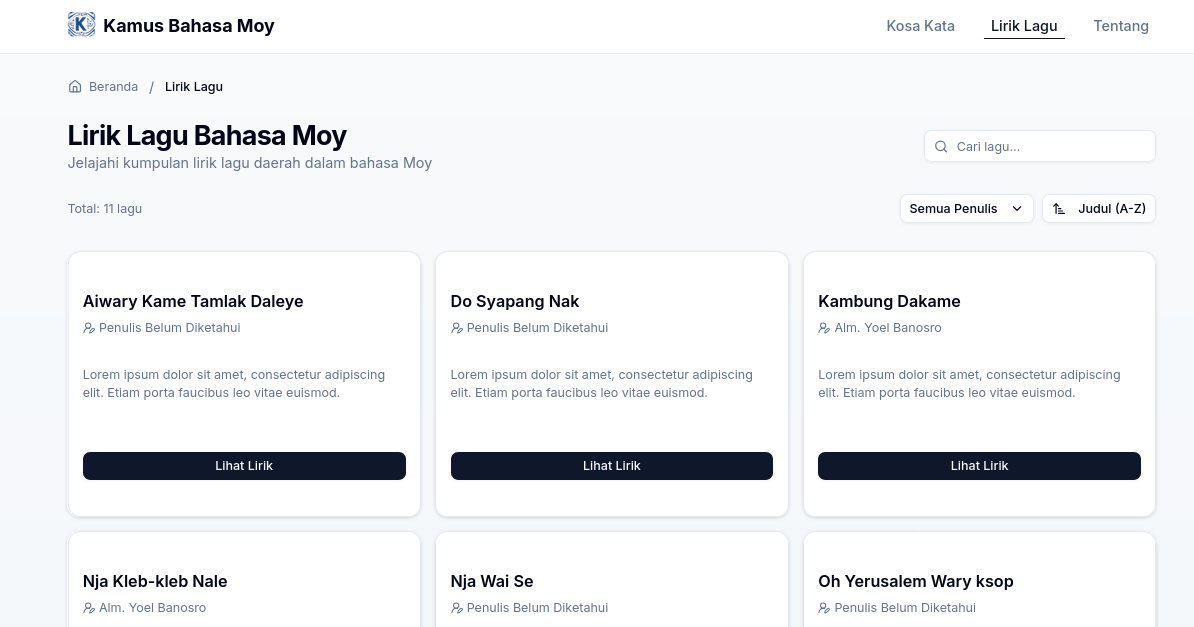 Kamus Bahasa Moy
Kosa Kata
Lirik Lagu
Tentang
Beranda / Lirik Lagu
Lirik Lagu Bahasa Moy
Jelajahi kumpulan lirik lagu daerah dalam bahasa Moy
Cari lagu...
Total: 11 lagu
Semua Penulis
Judul (A-Z)
Aiwary Kame Tamlak Daleye
Penulis Belum Diketahui
Lorem ipsum dolor sit amet, consectetur adipiscing
elit. Etiam porta faucibus leo vitae euismod.
Lihat Lirik
Do Syapang Nak
Penulis Belum Diketahui
Lorem ipsum dolor sit amet, consectetur adipiscing
elit. Etiam porta faucibus leo vitae euismod.
Lihat Lirik
Kambung Dakame
Alm. Yoel Banosro
Lorem ipsum dolor sit amet, consectetur adipiscing
elit. Etiam porta faucibus leo vitae euismod.
Lihat Lirik
Nja Kleb-kleb Nale
Alm. Yoel Banosro
Nja Wai Se
Penulis Belum Diketahui
Oh Yerusalem Wary ksop
Penulis Belum Diketahui